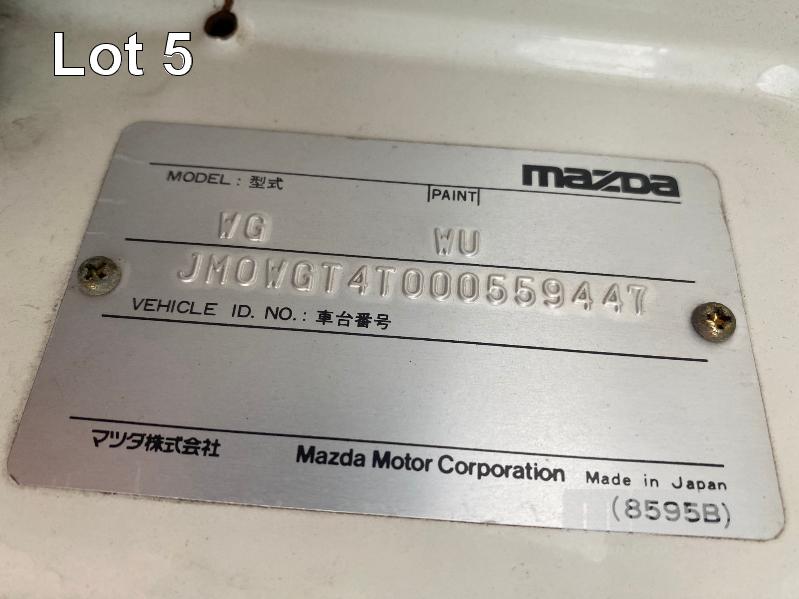 Lot 5
mazda
MODEL : 型式
PAINT
WG WU
JM0WGT4T000559447
VEHICLE ID. NO. : 車台番号
マツダ株式会社 Mazda Motor Corporation Made in Japan
(8595B)